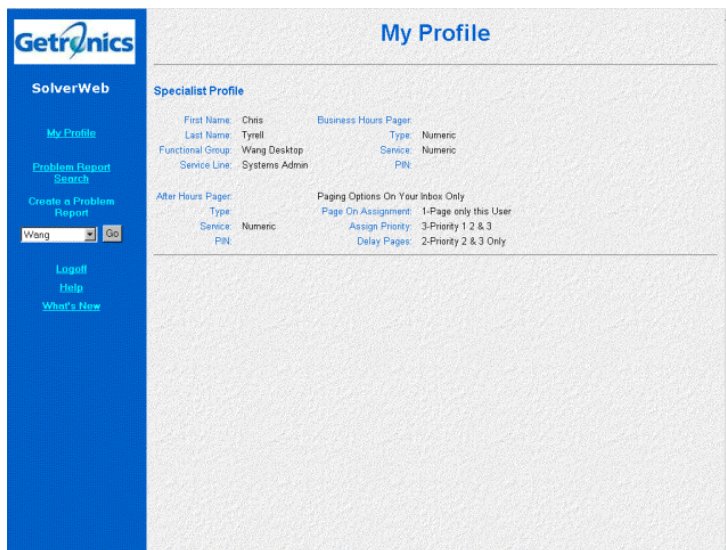 Getronics
SolverWeb
My Profile
Problem Report
Search
Create a Problem
Report
Wang Go
Logoff
Help
What's New
My Profile
Specialist Profile
First Name: Chris Business Hours Pager:
Last Name: Tyrell Type: Numeric
Functional Group: Wang Desktop Service: Numeric
Service Line: Systems Admin PIN:
After Hours Pager: Paging Options On Your Inbox Only
Type: Page On Assignment: 1-Page only this User
Service: Numeric Assign Priority: 3-Priority 1 2 & 3
PIN: Delay Pages: 2-Priority 2 & 3 Only